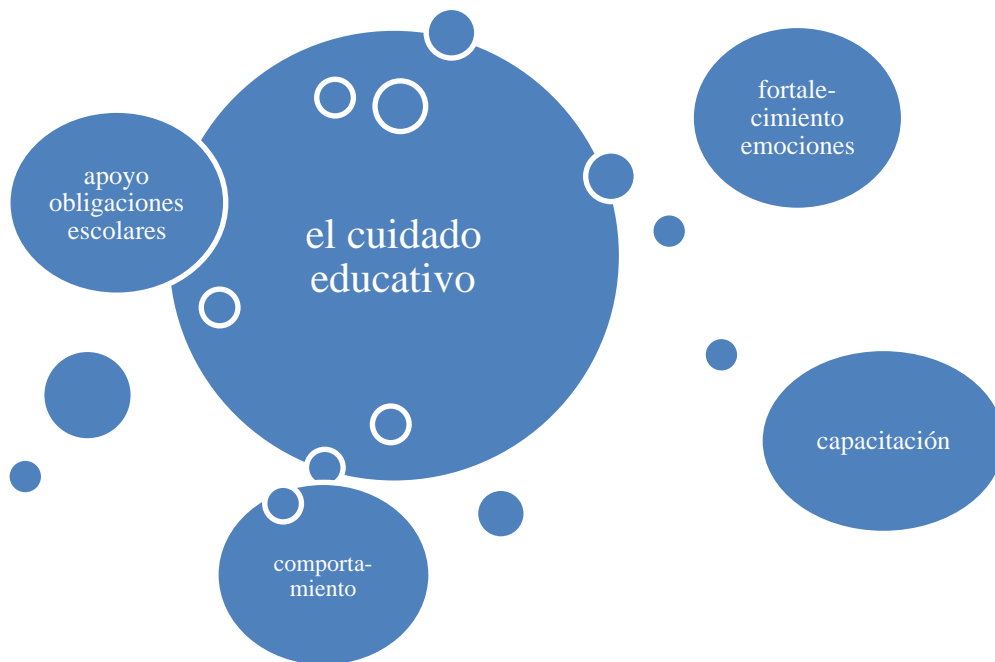 fortale-
cimiento
emociones
apoyo
obligaciones
escolares
el cuidado
educativo
capacitación
comporta-
miento